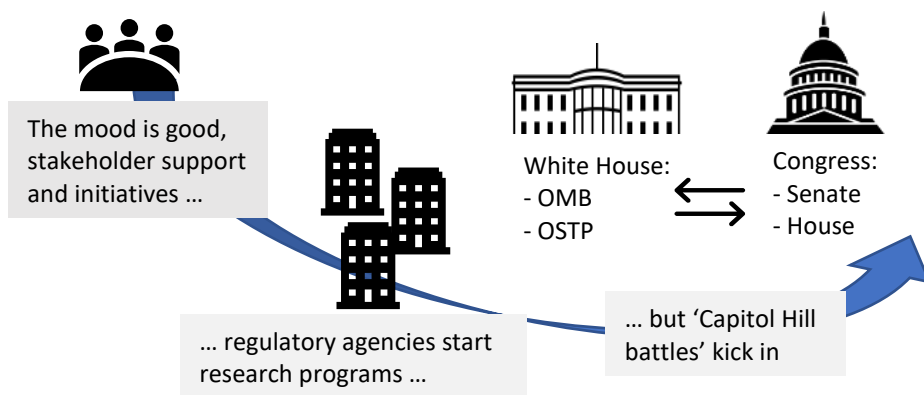 The mood is good,
stakeholder support
and initiatives …
White House:
- OMB
- OSTP
Congress:
- Senate
- House
… regulatory agencies start
research programs …
… but ‘Capitol Hill
battles’ kick in